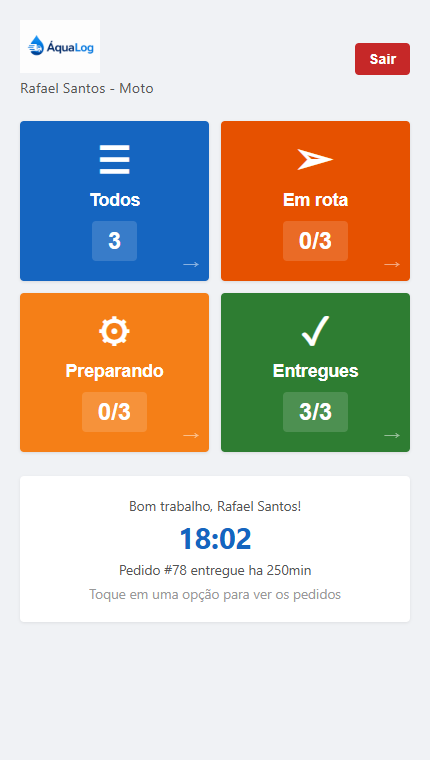 ÁquaLog
Sair
Rafael Santos - Moto
Todos
3
Em rota
0/3
Preparando
0/3
Entregues
3/3
Bom trabalho, Rafael Santos!
18:02
Pedido #78 entregue ha 250min
Toque em uma opção para ver os pedidos